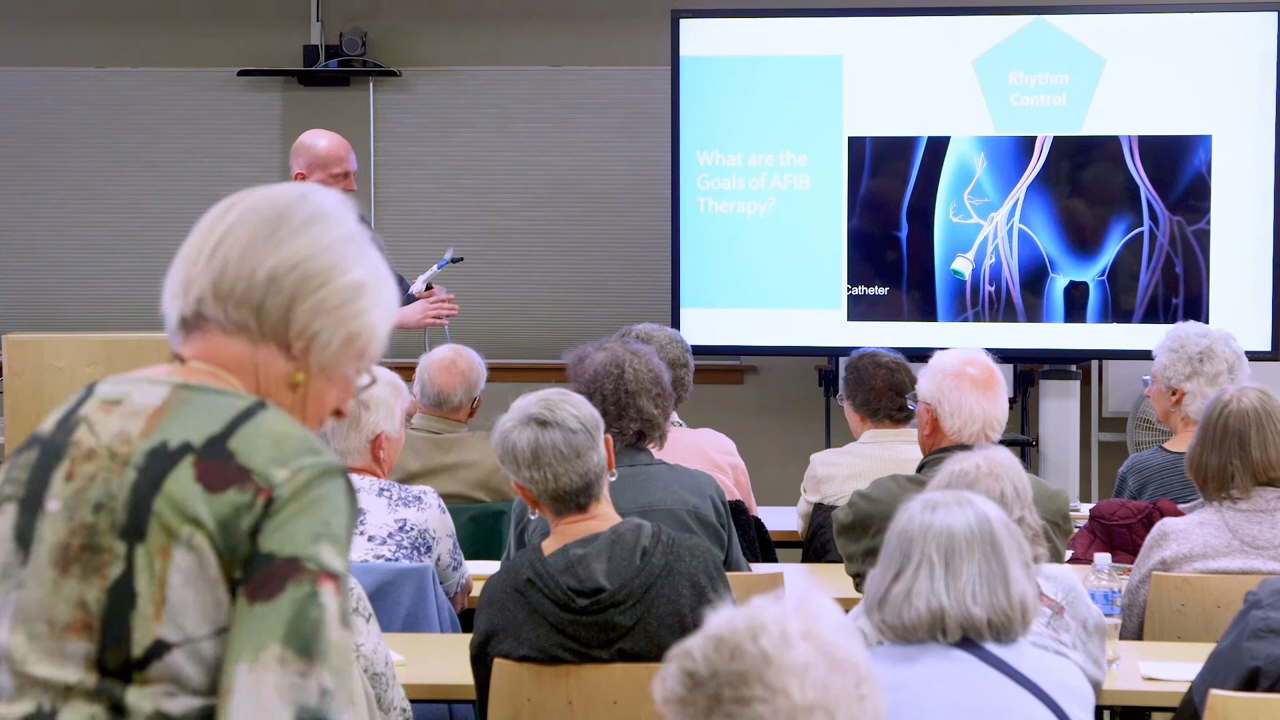 Rhythm
Control
What are the
Goals of AFIB
Therapy?
Catheter